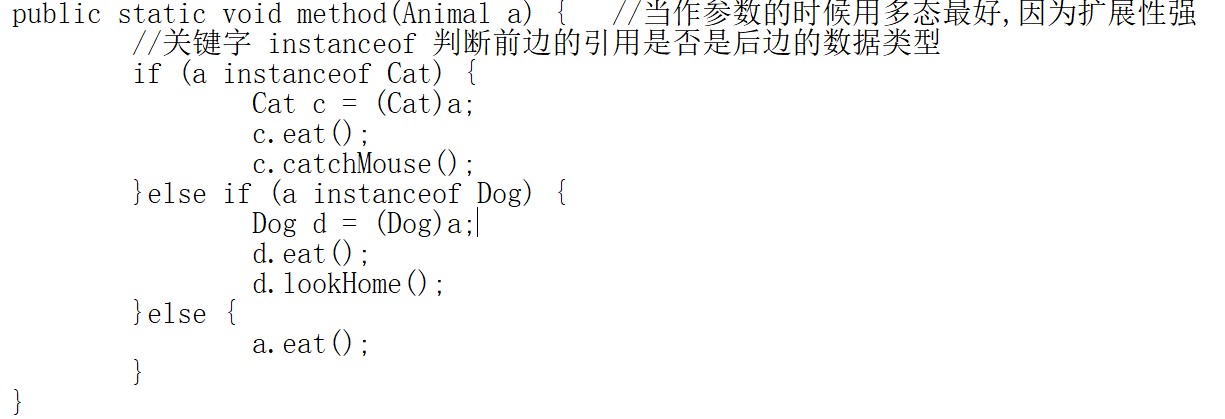 public static void method(Animal a) {   //当作参数的时候用多态最好,因为扩展性强
        //关键字 instanceof 判断前边的引用是否是后边的数据类型
        if (a instanceof Cat) {
                Cat c = (Cat)a;
                c.eat();
                c.catchMouse();
        }else if (a instanceof Dog) {
                Dog d = (Dog)a;
                d.eat();
                d.lookHome();
        }else {
                a.eat();
        }
}